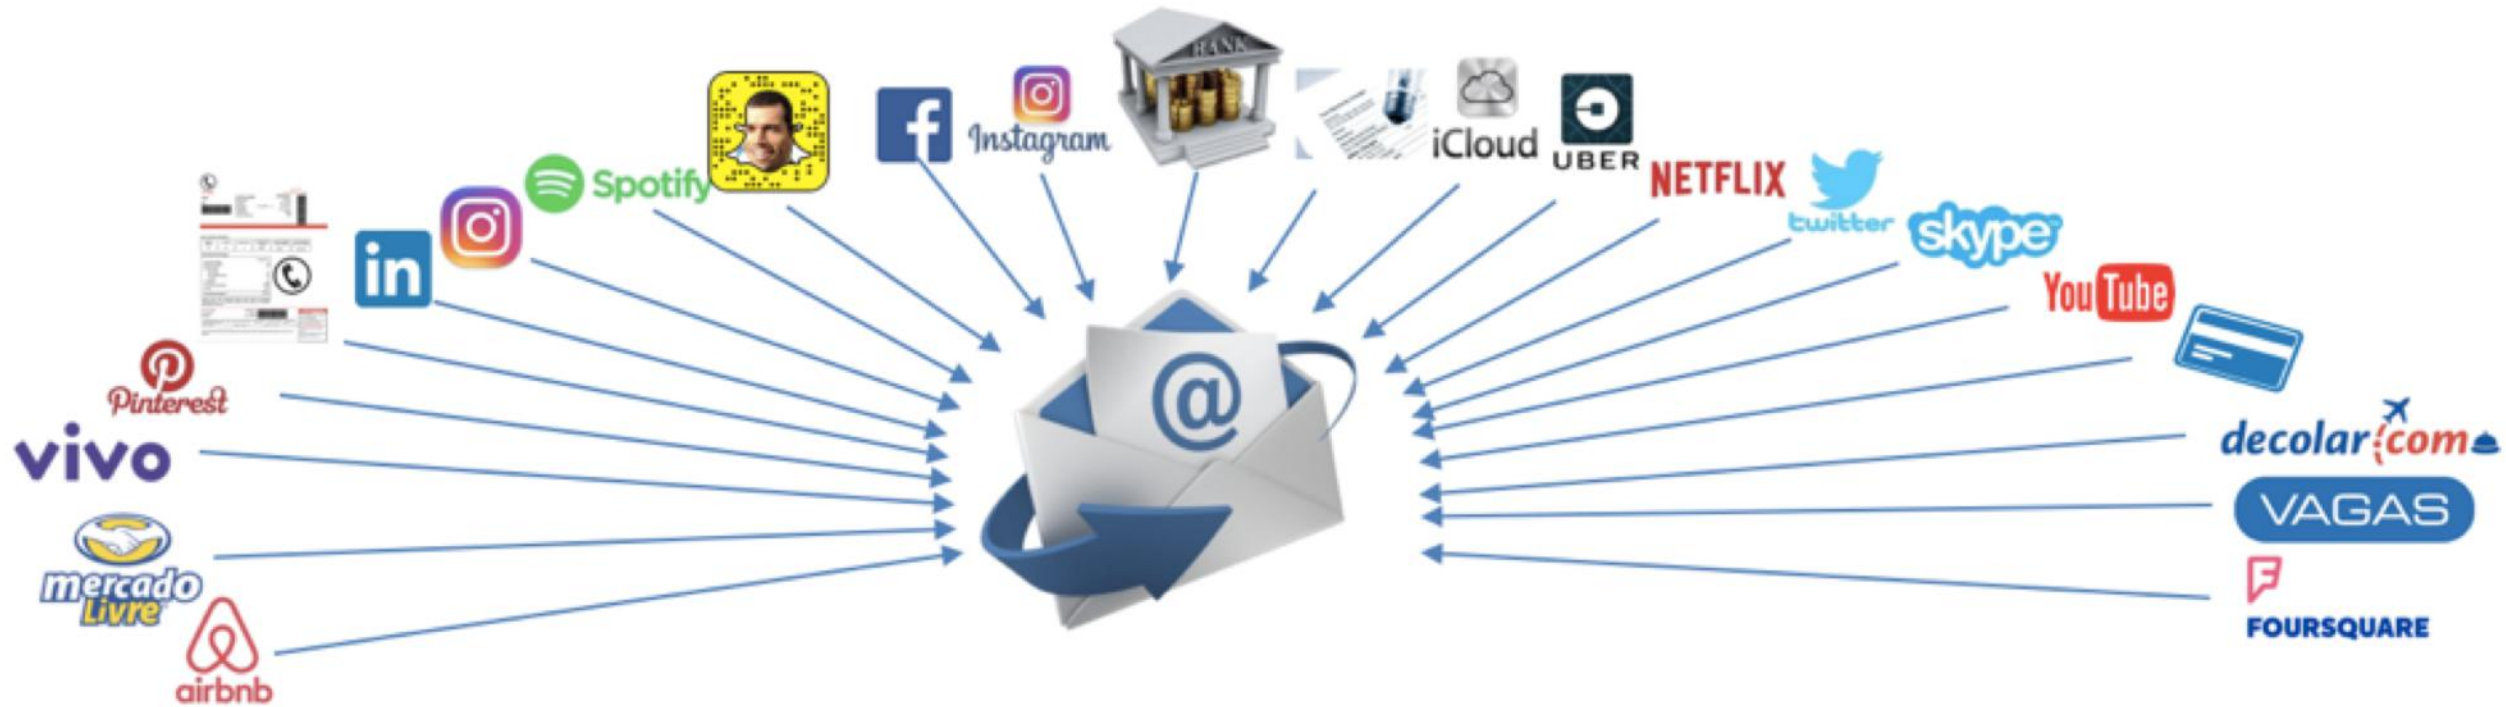 BANK
Instagram
iCloud
UBER
Spotify
NETFLIX
twitter
skype
in
You Tube
Pinterest
@
decolar.com
vivo
VAGAS
mercado
Livre
FOURSQUARE
airbnb